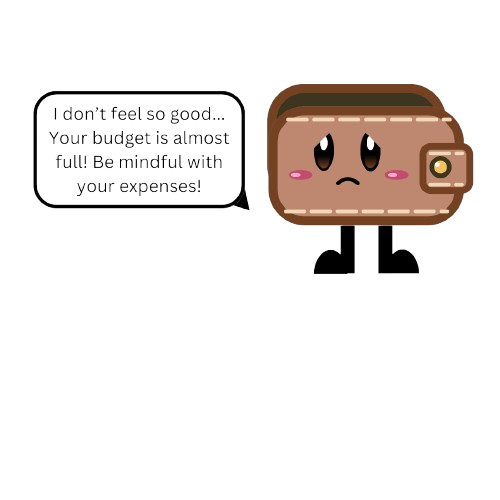 I don’t feel so good...
Your budget is almost
full! Be mindful with
your expenses!